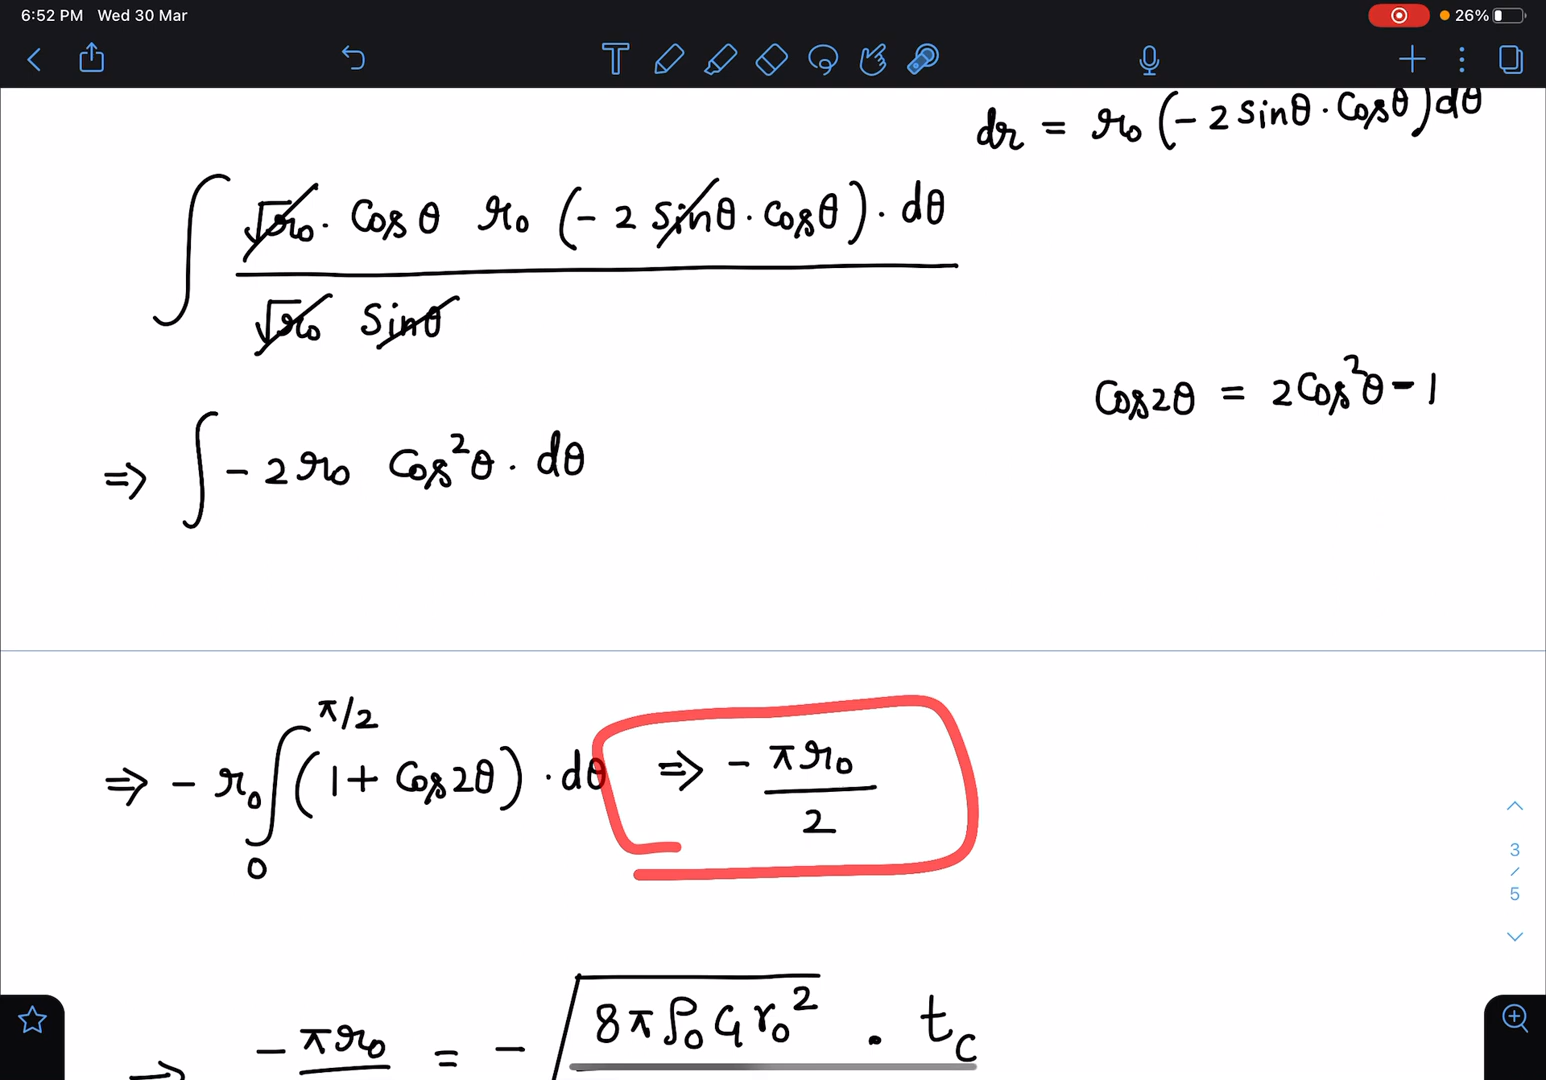 6:52 PM Wed 30 Mar 26%
T
dr = r₀ (- 2 sinθ · Cosθ) dθ
∫ √r₀ · Cosθ r₀ (- 2 sinθ · cosθ) · dθ
√r₀ Sinθ
Cos2θ = 2Cos²θ - 1
⇒ ∫ - 2r₀ Cos²θ · dθ
π/2
⇒ - r₀ ∫ (1 + Cos2θ) · dθ ⇒ - πr₀
2
0
3
/
5
8πρ₀Gr₀² · t_c
⇒ - πr₀ = - √